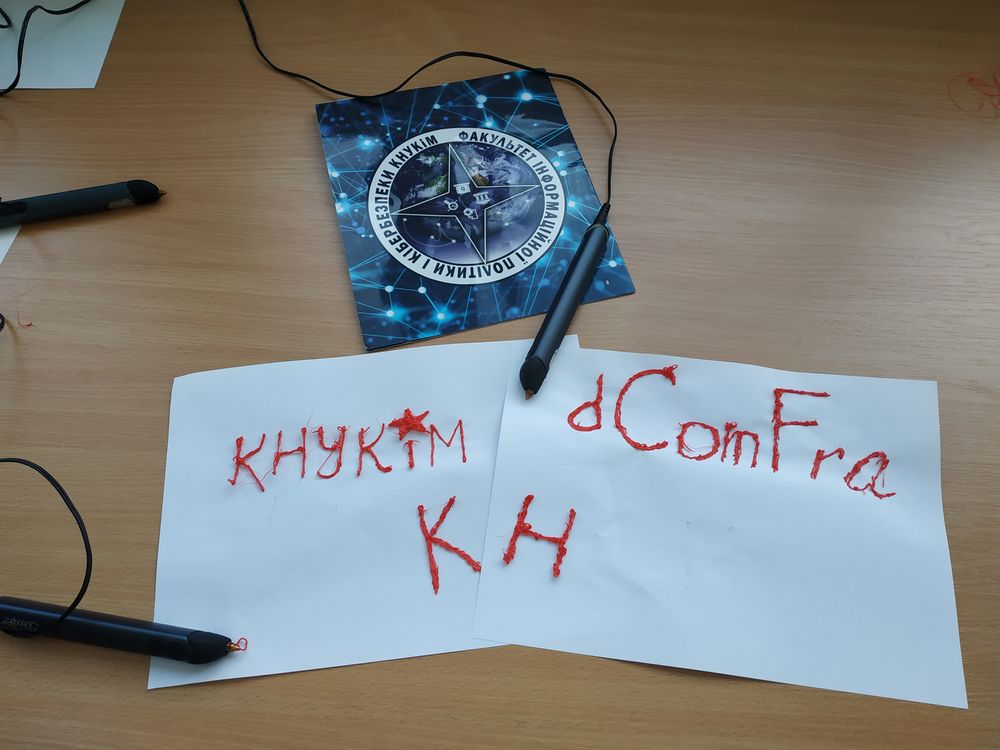 ФАКУЛЬТЕТ ІНФОРМАЦІЙНОЇ ПОЛІТИКИ І КІБЕРБЕЗПЕКИ КНУКІМ
КНУКіМ
dComFra
КН